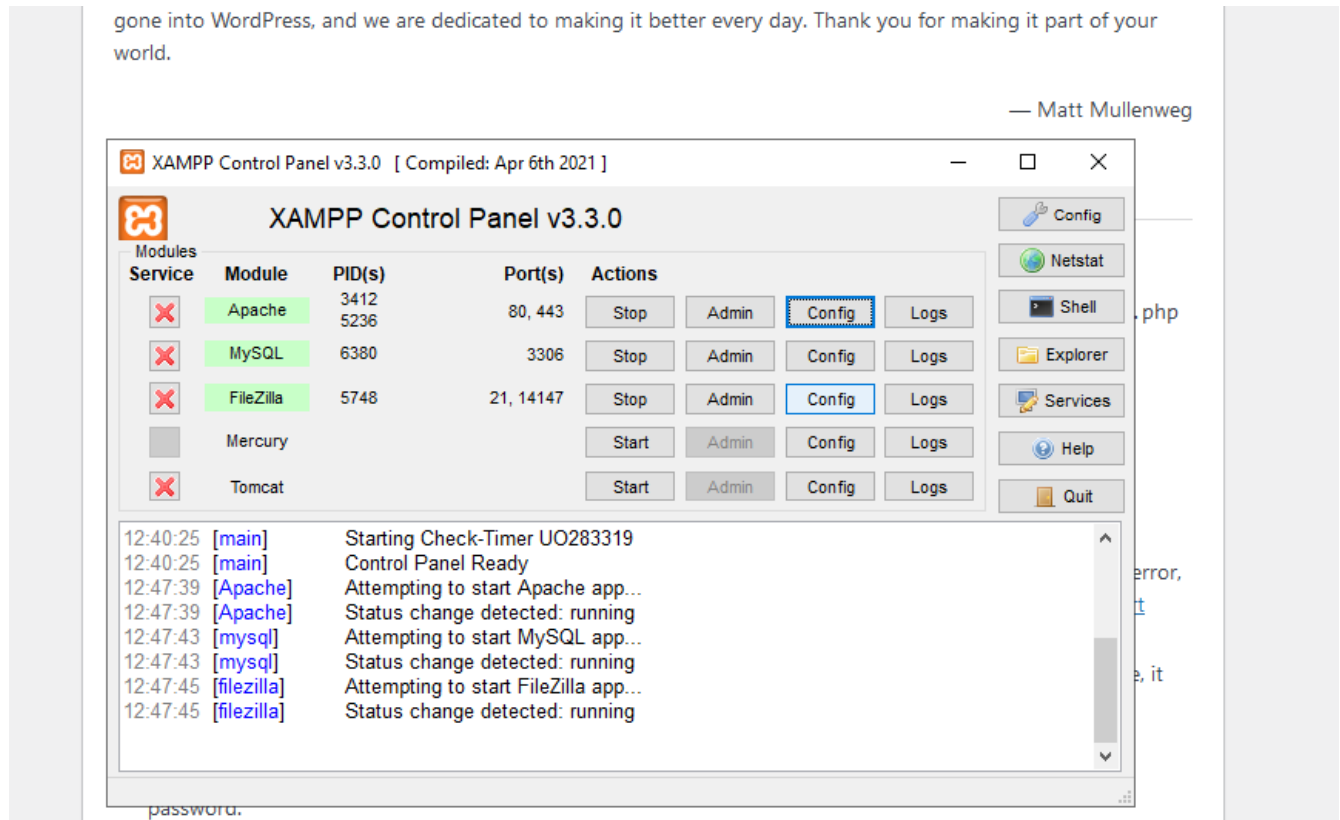 gone into WordPress, and we are dedicated to making it better every day. Thank you for making it part of your
world.
— Matt Mullenweg
XAMPP Control Panel v3.3.0 [ Compiled: Apr 6th 2021 ]
XAMPP Control Panel v3.3.0
Config
Modules
Service Module PID(s) Port(s) Actions
Netstat
Apache 3412 5236 80, 443 Stop Admin Config Logs
Shell
.php
MySQL 6380 3306 Stop Admin Config Logs
Explorer
FileZilla 5748 21, 14147 Stop Admin Config Logs
Services
Mercury Start Admin Config Logs
Help
Tomcat Start Admin Config Logs
Quit
12:40:25 [main] Starting Check-Timer UO283319
12:40:25 [main] Control Panel Ready
error,
12:47:39 [Apache] Attempting to start Apache app...
12:47:39 [Apache] Status change detected: running
12:47:43 [mysql] Attempting to start MySQL app...
12:47:43 [mysql] Status change detected: running
, it
12:47:45 [filezilla] Attempting to start FileZilla app...
12:47:45 [filezilla] Status change detected: running
password.